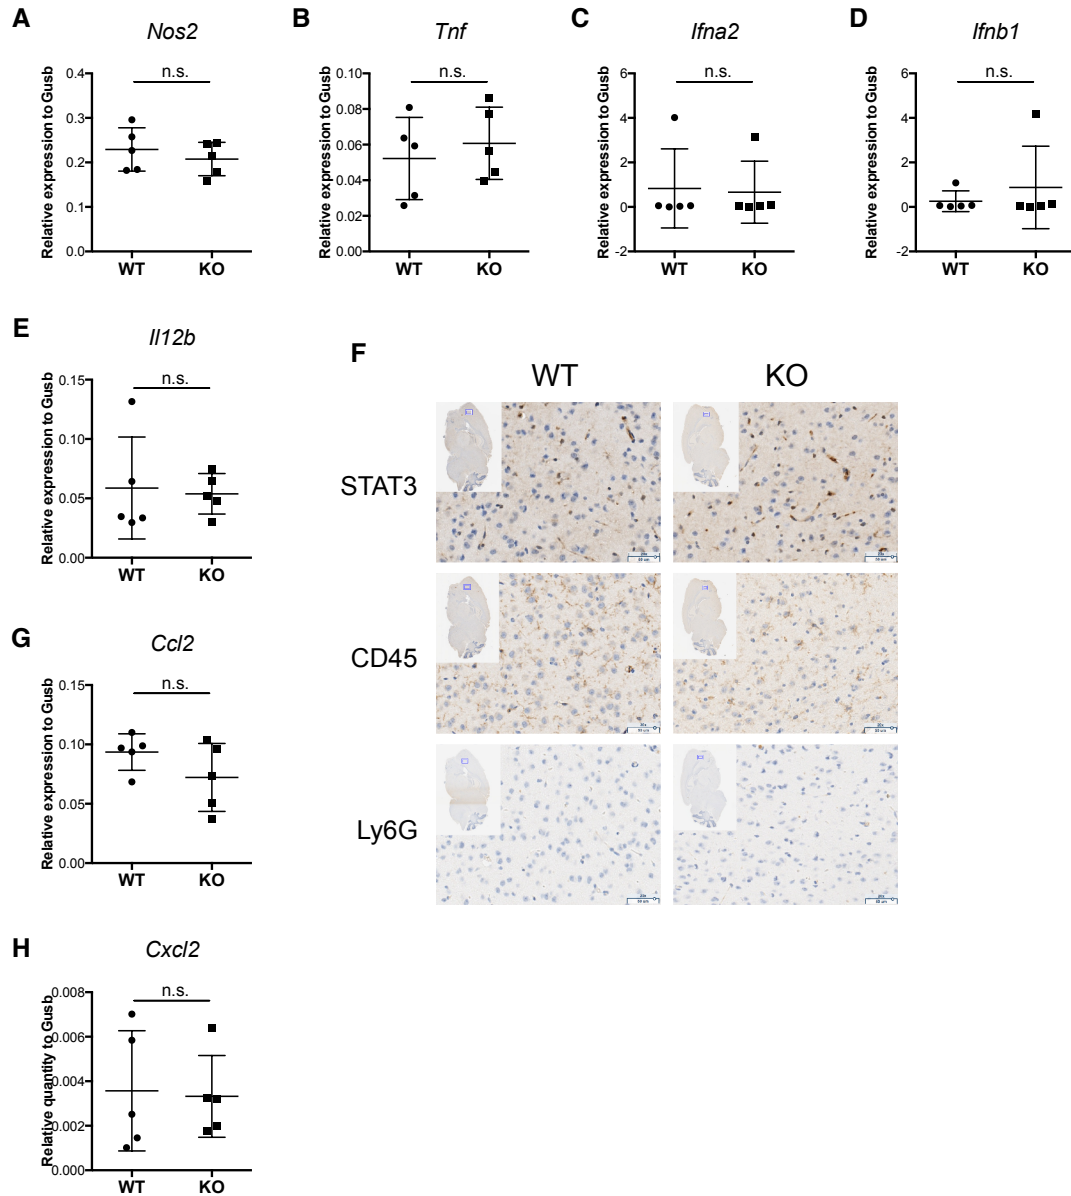 A
Nos2
Relative expression to Gusb
0.4
0.3
0.2
0.1
0.0
n.s.
WT KO
B
Tnf
Relative expression to Gusb
0.10
0.08
0.06
0.04
0.02
0.00
n.s.
WT KO
C
Ifna2
Relative expression to Gusb
6
4
2
0
-2
n.s.
WT KO
D
Ifnb1
Relative expression to Gusb
6
4
2
0
-2
n.s.
WT KO
E
Il12b
Relative expression to Gusb
0.15
0.10
0.05
0.00
n.s.
WT KO
F
WT KO
STAT3
CD45
Ly6G
G
Ccl2
Relative expression to Gusb
0.15
0.10
0.05
0.00
n.s.
WT KO
H
Cxcl2
Relative quantity to Gusb
0.008
0.006
0.004
0.002
0.000
n.s.
WT KO